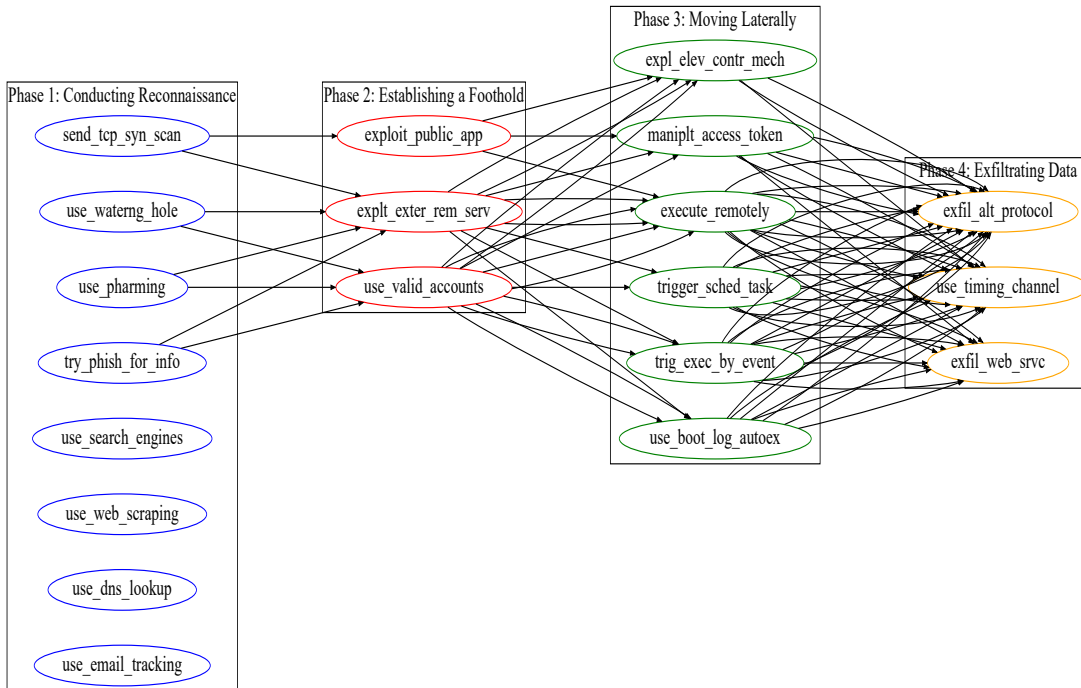 Phase 1: Conducting Reconnaissance
send_tcp_syn_scan
use_waterng_hole
use_pharming
try_phish_for_info
use_search_engines
use_web_scraping
use_dns_lookup
use_email_tracking
Phase 2: Establishing a Foothold
exploit_public_app
explt_exter_rem_serv
use_valid_accounts
Phase 3: Moving Laterally
expl_elev_contr_mech
maniplt_access_token
execute_remotely
trigger_sched_task
trig_exec_by_event
use_boot_log_autoex
Phase 4: Exfiltrating Data
exfil_alt_protocol
use_timing_channel
exfil_web_srvc